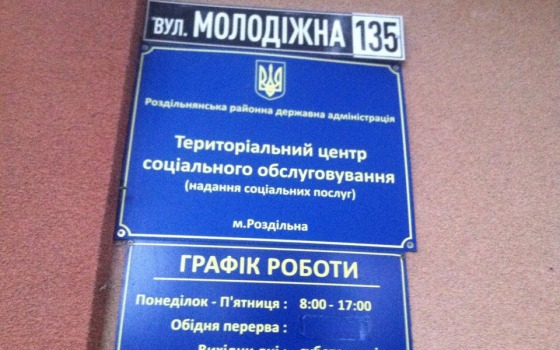 ВУЛ. МОЛОДІЖНА 135
Роздільнянська районна державна адміністрація
Територіальний центр
соціального обслуговування
(надання соціальних послуг)
м.Роздільна
ГРАФІК РОБОТИ
Понеділок - П'ятниця : 8:00 - 17:00
Обідня перерва :